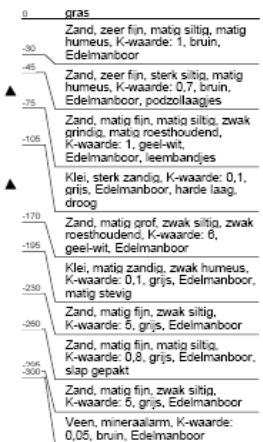 0 gras
Zand, zeer fijn, matig siltig, matig
humeus, K-waarde: 1, bruin,
Edelmanboor
-30
-45
Zand, zeer fijn, sterk siltig, matig
humeus, K-waarde: 0,7, bruin,
Edelmanboor, podzollaagjes
-75
Zand, matig fijn, matig siltig, zwak
grindig, matig roesthoudend,
K-waarde: 1, geel-wit,
Edelmanboor, leembandjes
-105
Klei, sterk zandig, K-waarde: 0,1,
grijs, Edelmanboor, harde laag,
droog
-170
Zand, matig grof, zwak siltig, zwak
roesthoudend, K-waarde: 6,
geel-wit, Edelmanboor
-195
Klei, matig zandig, zwak humeus,
K-waarde: 0,1, grijs, Edelmanboor,
matig stevig
-230
Zand, matig fijn, zwak siltig,
K-waarde: 5, grijs, Edelmanboor
-260
Zand, matig fijn, matig siltig,
K-waarde: 0,8, grijs, Edelmanboor,
slap gepakt
-295
-300
Zand, matig fijn, zwak siltig,
K-waarde: 5, grijs, Edelmanboor
Veen, mineraalarm, K-waarde:
0,05, bruin, Edelmanboor